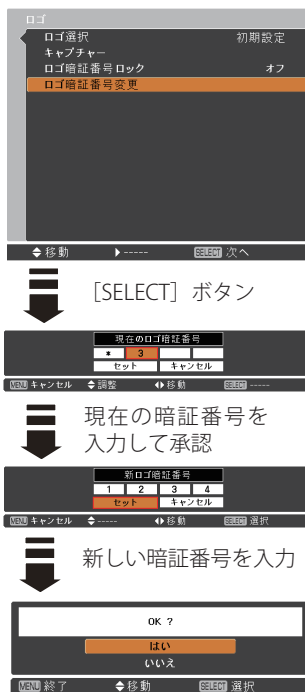 ロゴ
ロゴ選択 初期設定
キャプチャー
ロゴ暗証番号ロック オフ
ロゴ暗証番号変更
移動 ----- SELECT 次へ
［SELECT］ボタン
現在のロゴ暗証番号
* 3
セット キャンセル
MENU キャンセル 調整 移動 SELECT -----
現在の暗証番号を
入力して承認
新ロゴ暗証番号
1 2 3 4
セット キャンセル
MENU キャンセル ----- 移動 SELECT 選択
新しい暗証番号を入力
OK ?
はい
いいえ
MENU 終了 移動 SELECT 選択